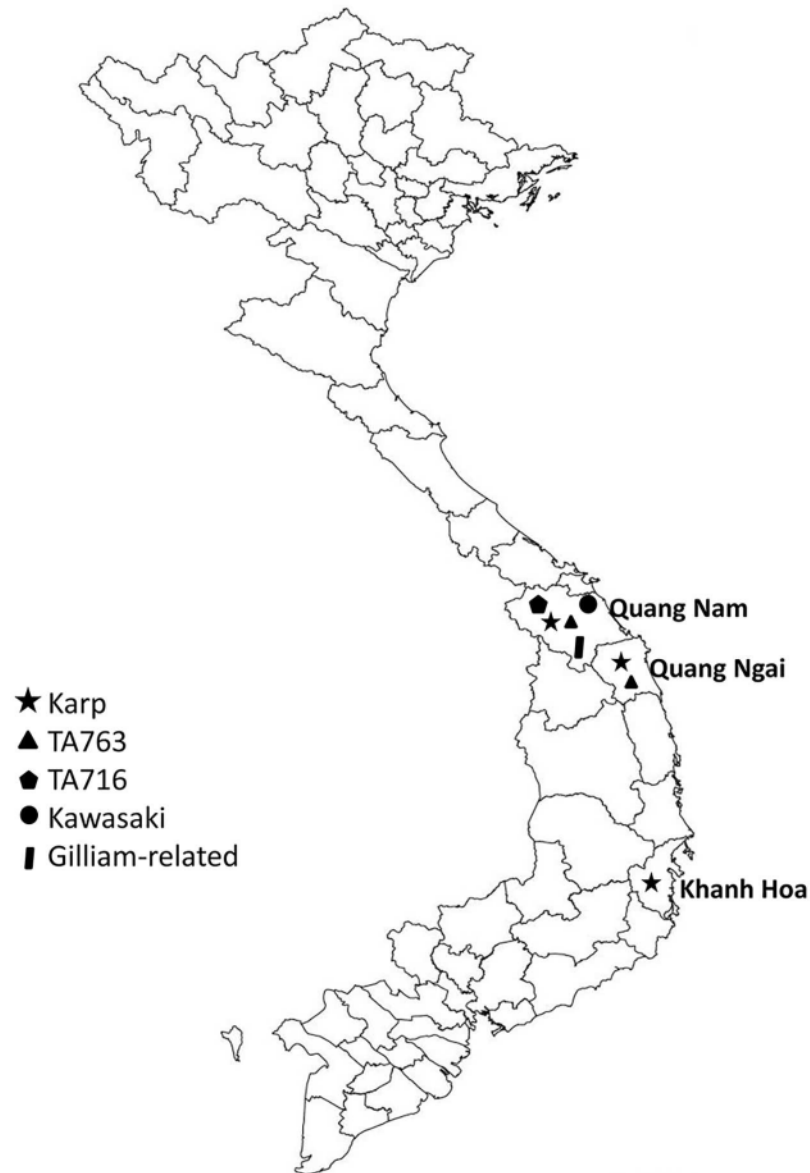 Quang Nam
Quang Ngai
Karp
TA763
TA716
Kawasaki
Gilliam-related
Khanh Hoa